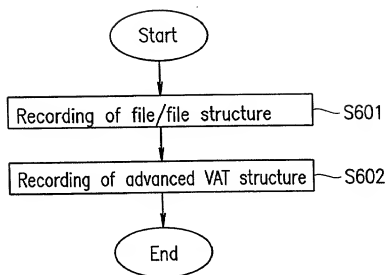 Start
Recording of file/file structure S601
Recording of advanced VAT structure S602
End